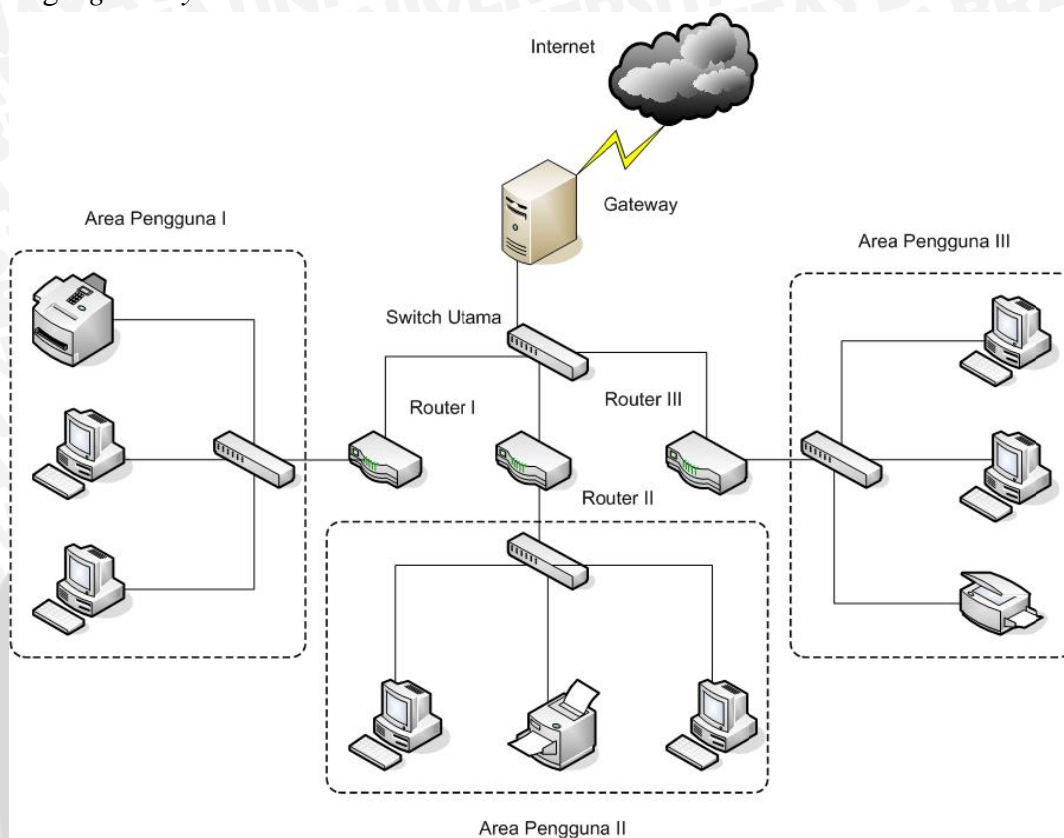 Internet
Gateway
Area Pengguna I
Area Pengguna III
Switch Utama
Router I
Router III
Router II
Area Pengguna II